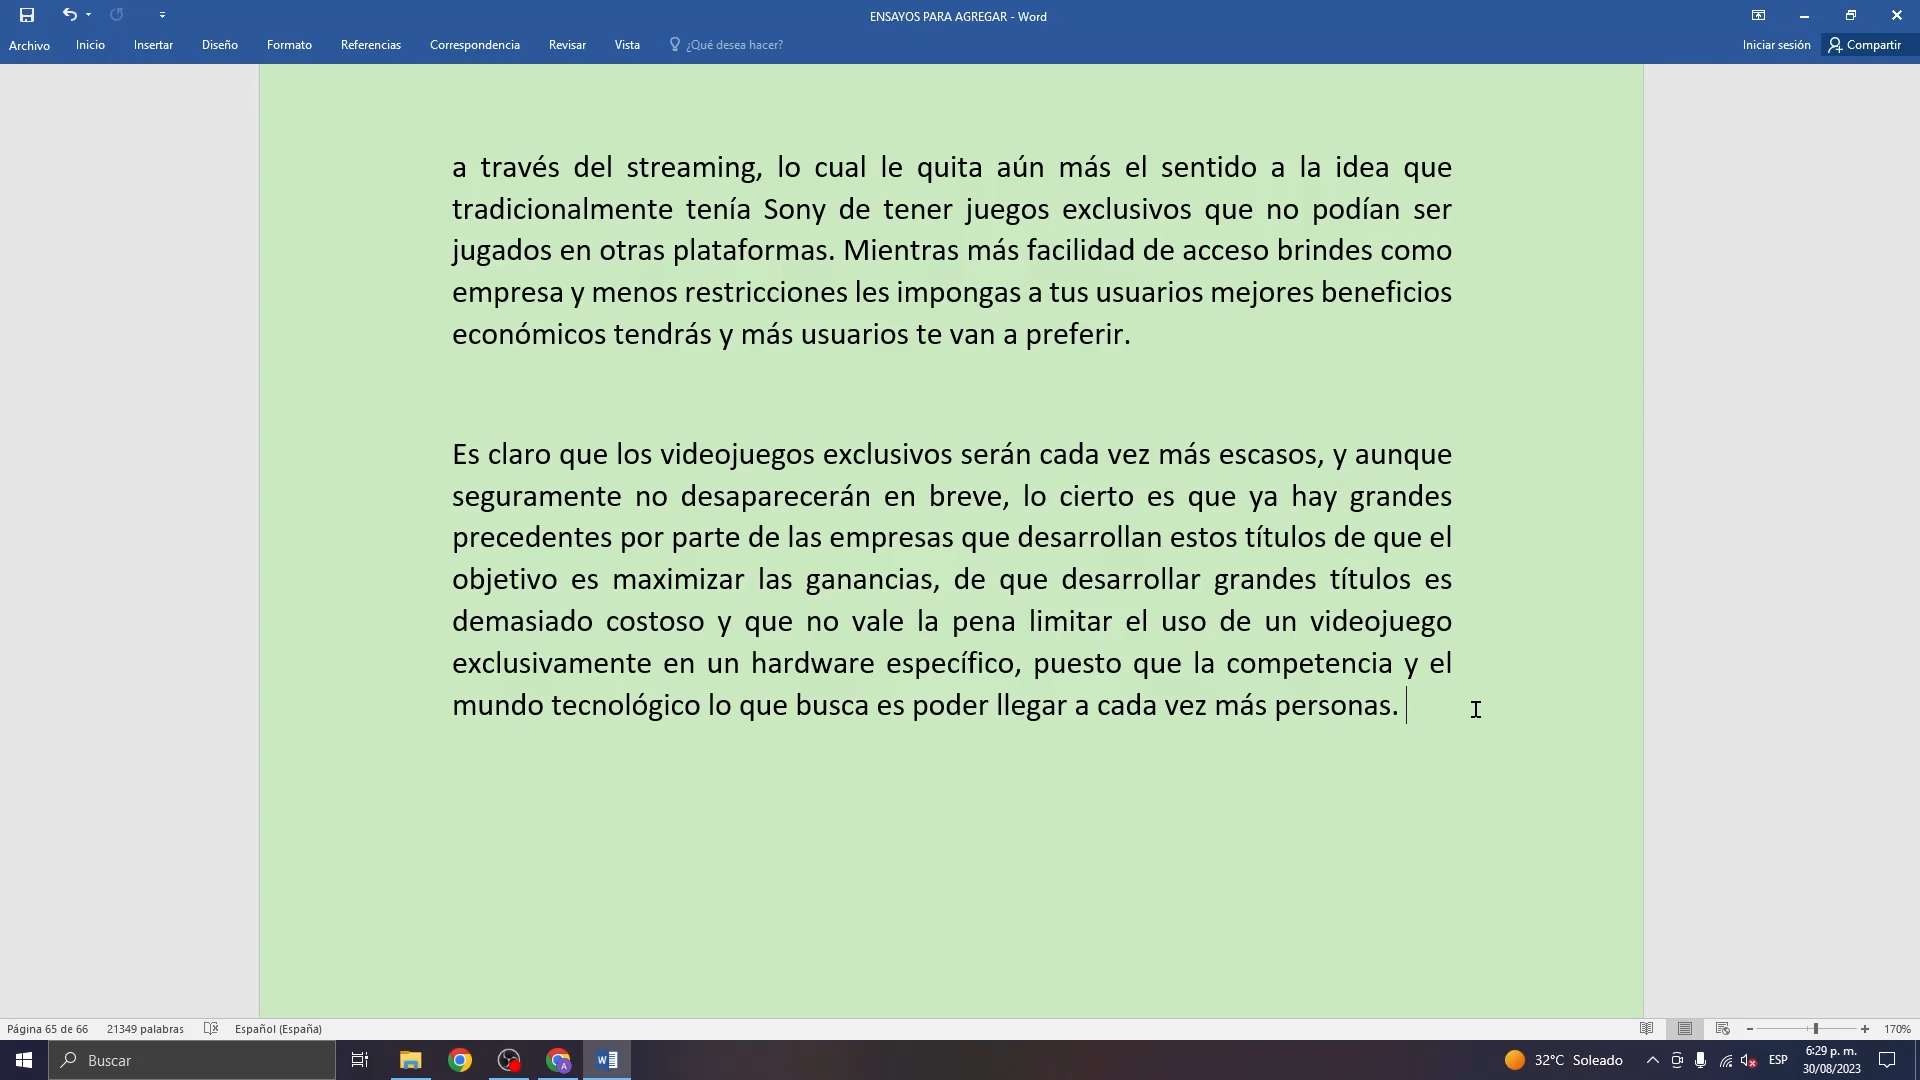 ENSAYOS PARA AGREGAR - Word
Archivo Inicio Insertar Diseño Formato Referencias Correspondencia Revisar Vista ¿Qué desea hacer? Iniciar sesión Compartir
a través del streaming, lo cual le quita aún más el sentido a la idea que
tradicionalmente tenía Sony de tener juegos exclusivos que no podían ser
jugados en otras plataformas. Mientras más facilidad de acceso brindes como
empresa y menos restricciones les impongas a tus usuarios mejores beneficios
económicos tendrás y más usuarios te van a preferir.
Es claro que los videojuegos exclusivos serán cada vez más escasos, y aunque
seguramente no desaparecerán en breve, lo cierto es que ya hay grandes
precedentes por parte de las empresas que desarrollan estos títulos de que el
objetivo es maximizar las ganancias, de que desarrollar grandes títulos es
demasiado costoso y que no vale la pena limitar el uso de un videojuego
exclusivamente en un hardware específico, puesto que la competencia y el
mundo tecnológico lo que busca es poder llegar a cada vez más personas.
Página 65 de 66 21349 palabras Español (España) 170%
Buscar 32°C Soleado ESP 6:29 p. m.
30/08/2023